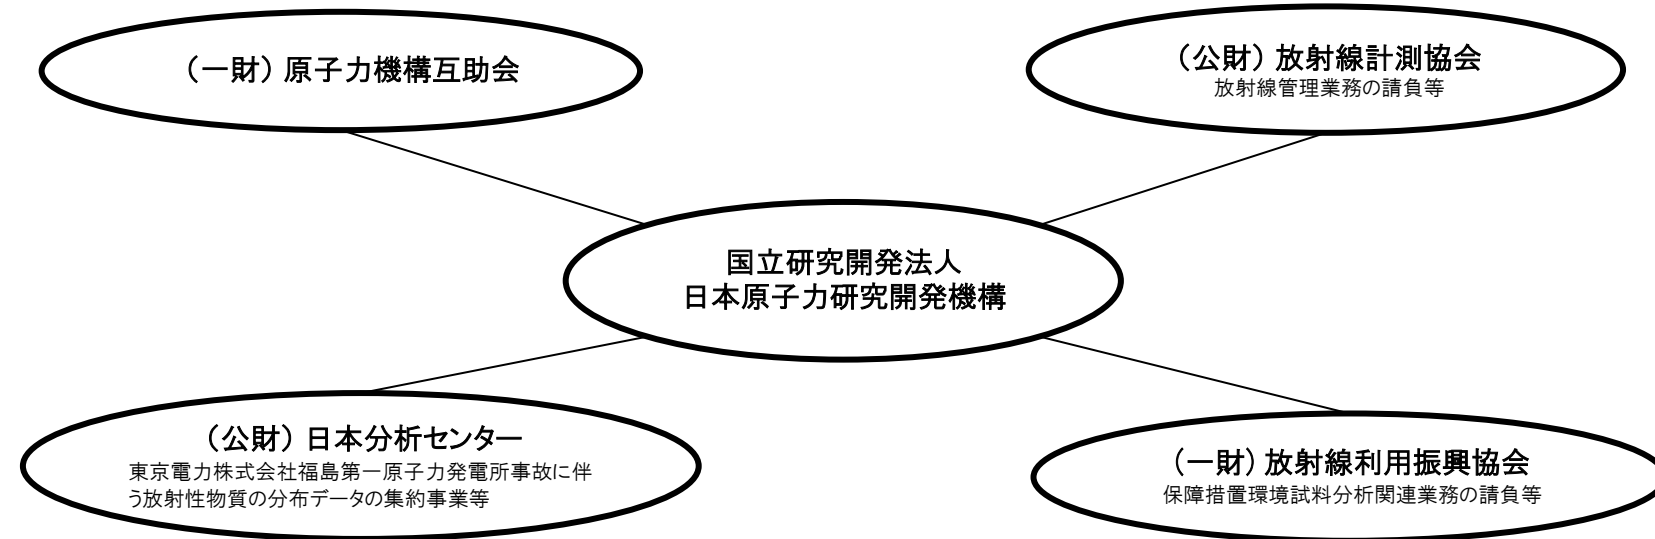 （一財）原子力機構互助会
（公財）放射線計測協会
放射線管理業務の請負等
国立研究開発法人
日本原子力研究開発機構
（公財）日本分析センター
東京電力株式会社福島第一原子力発電所事故に伴
う放射性物質の分布データの集約事業等
（一財）放射線利用振興協会
保障措置環境試料分析関連業務の請負等